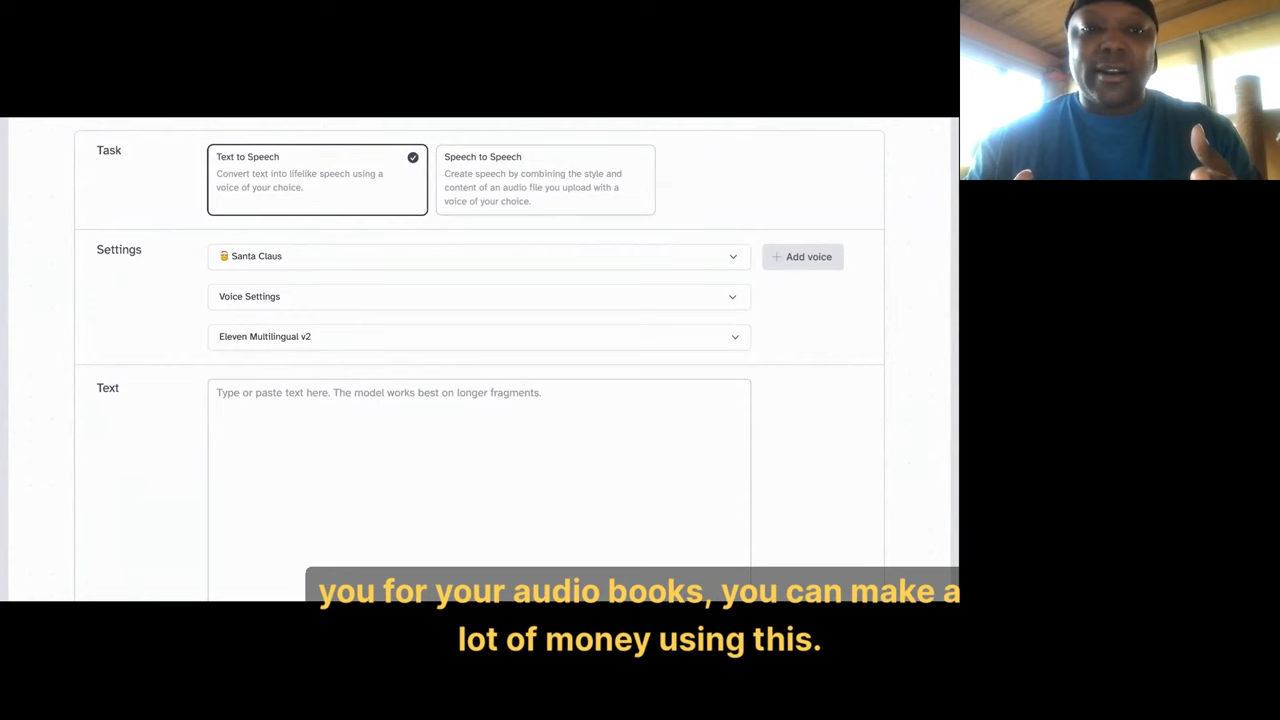 Task
Text to Speech
Convert text into lifelike speech using a
voice of your choice.
Speech to Speech
Create speech by combining the style and
content of an audio file you upload with a
voice of your choice.
Settings
Santa Claus
+ Add voice
Voice Settings
Eleven Multilingual v2
Text
Type or paste text here. The model works best on longer fragments.
you for your audio books, you can make a
lot of money using this.